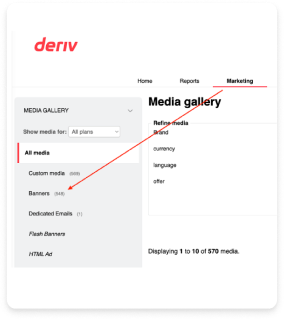 deriv
Home Reports Marketing
MEDIA GALLERY
Show media for: All plans
All media
Custom media
Banners
Dedicated Emails (1)
Flash Banners
HTML Ad
Media gallery
Refine media
Brand
currency
language
offer
Displaying 1 to 10 of 570 media.